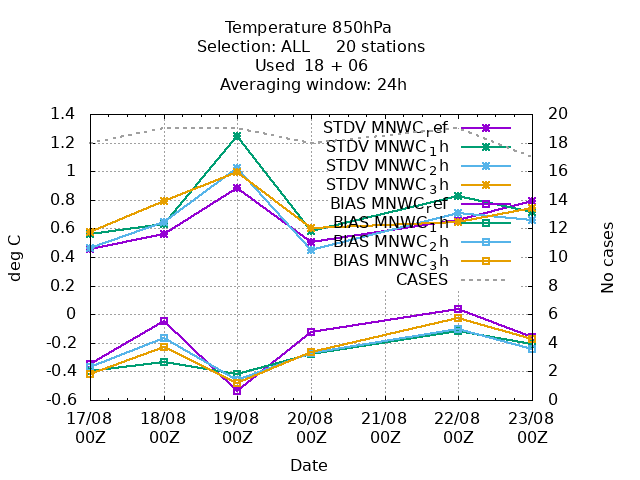 Temperature 850hPa
Selection: ALL     20 stations
Used  18 + 06
Averaging window: 24h
STDV MNWC_ref
STDV MNWC_1h
STDV MNWC_2h
STDV MNWC_3h
BIAS MNWC_ref
BIAS MNWC_1h
BIAS MNWC_2h
BIAS MNWC_3h
CASES
1.4
1.2
1
0.8
0.6
0.4
0.2
0
-0.2
-0.4
-0.6
deg C
20
18
16
14
12
10
8
6
4
2
0
No cases
17/08 18/08 19/08 20/08 21/08 22/08 23/08
00Z 00Z 00Z 00Z 00Z 00Z 00Z
Date